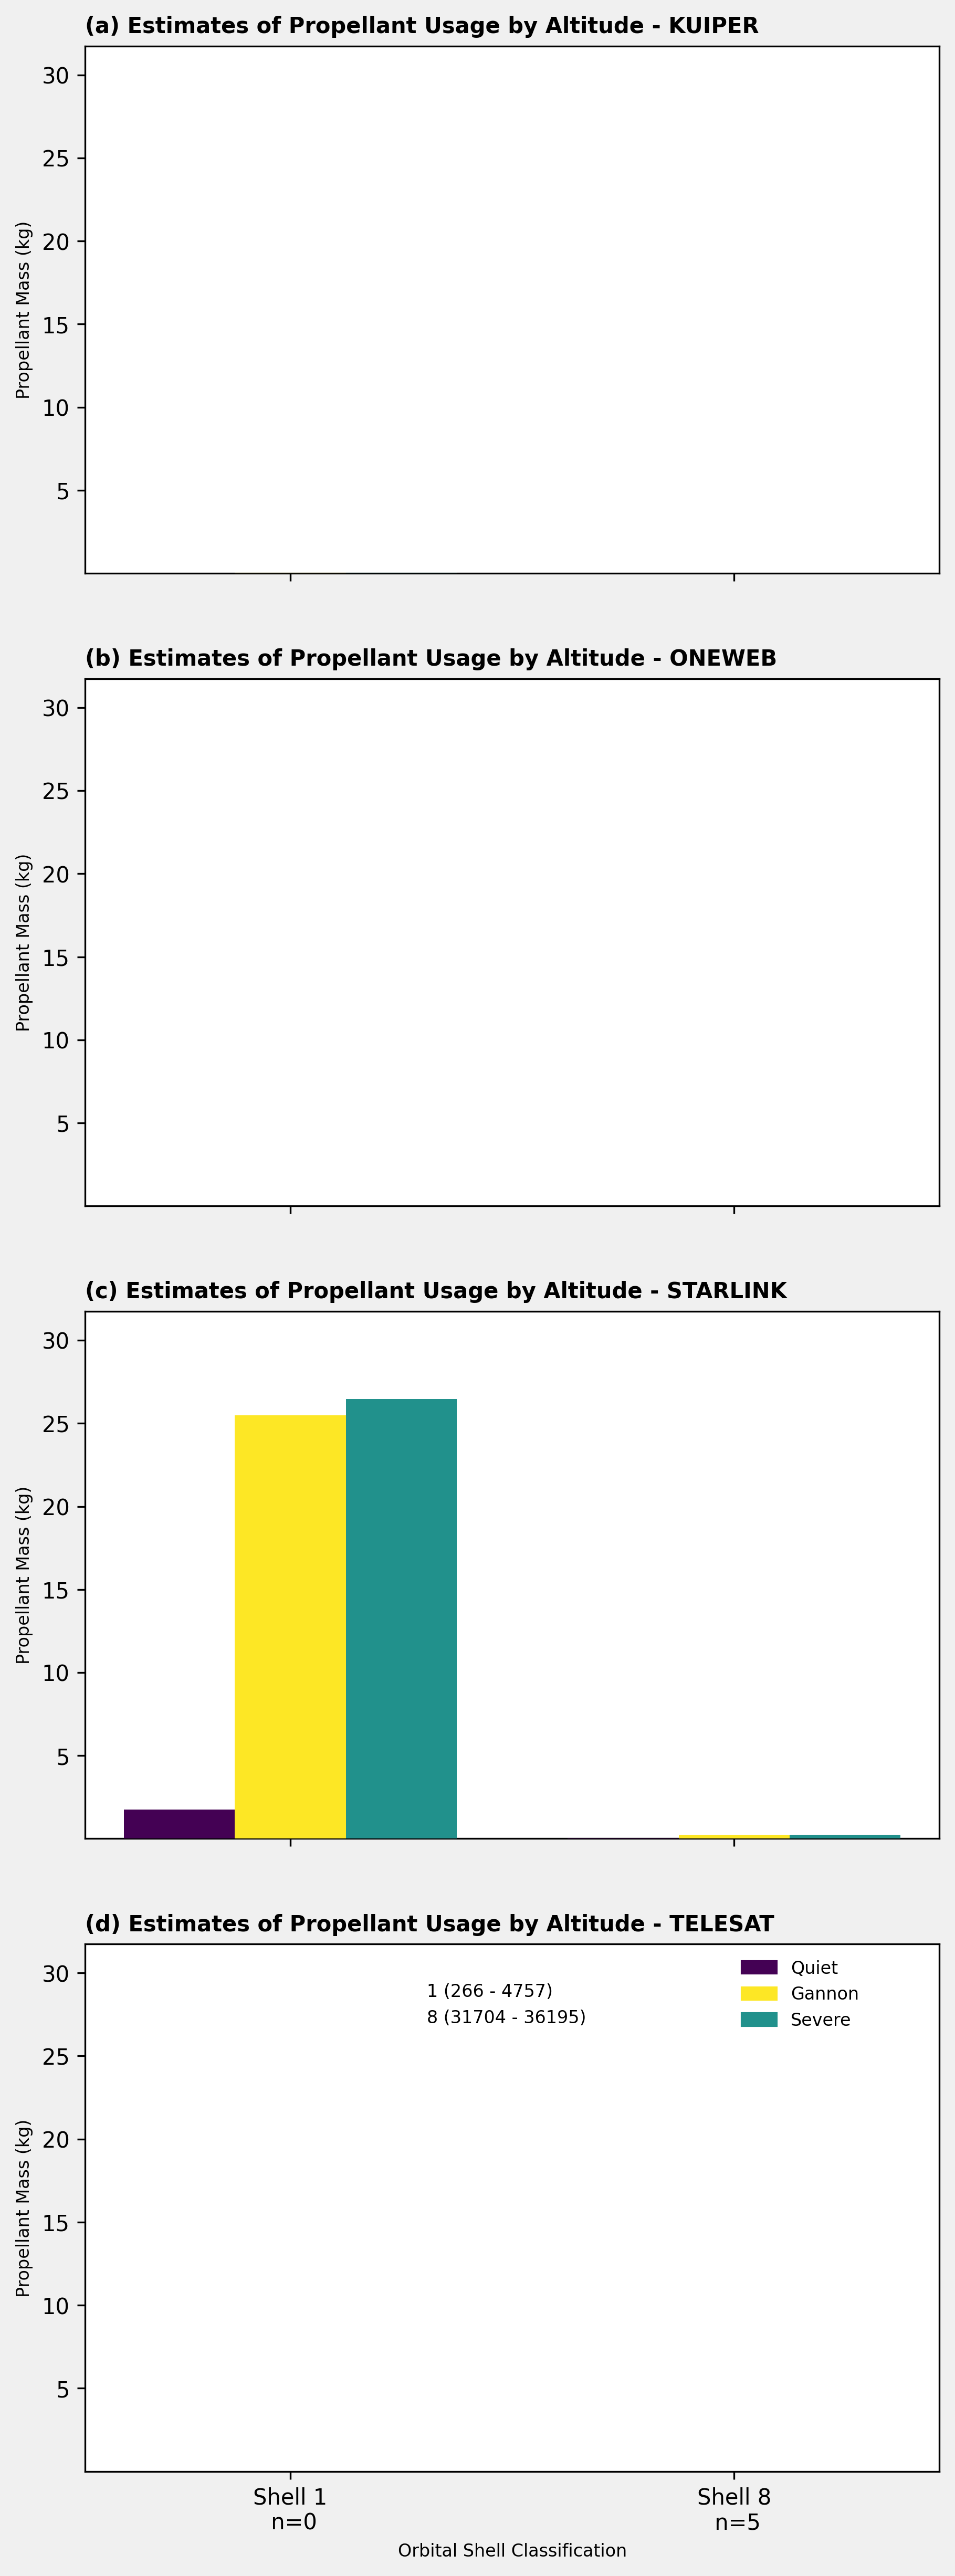 (a) Estimates of Propellant Usage by Altitude - KUIPER
30
25
20
15
10
5
Propellant Mass (kg)
(b) Estimates of Propellant Usage by Altitude - ONEWEB
30
25
20
15
10
5
Propellant Mass (kg)
(c) Estimates of Propellant Usage by Altitude - STARLINK
30
25
20
15
10
5
Propellant Mass (kg)
(d) Estimates of Propellant Usage by Altitude - TELESAT
30
25
20
15
10
5
Propellant Mass (kg)
1 (266 - 4757)
8 (31704 - 36195)
Quiet
Gannon
Severe
Shell 1
n=0
Shell 8
n=5
Orbital Shell Classification